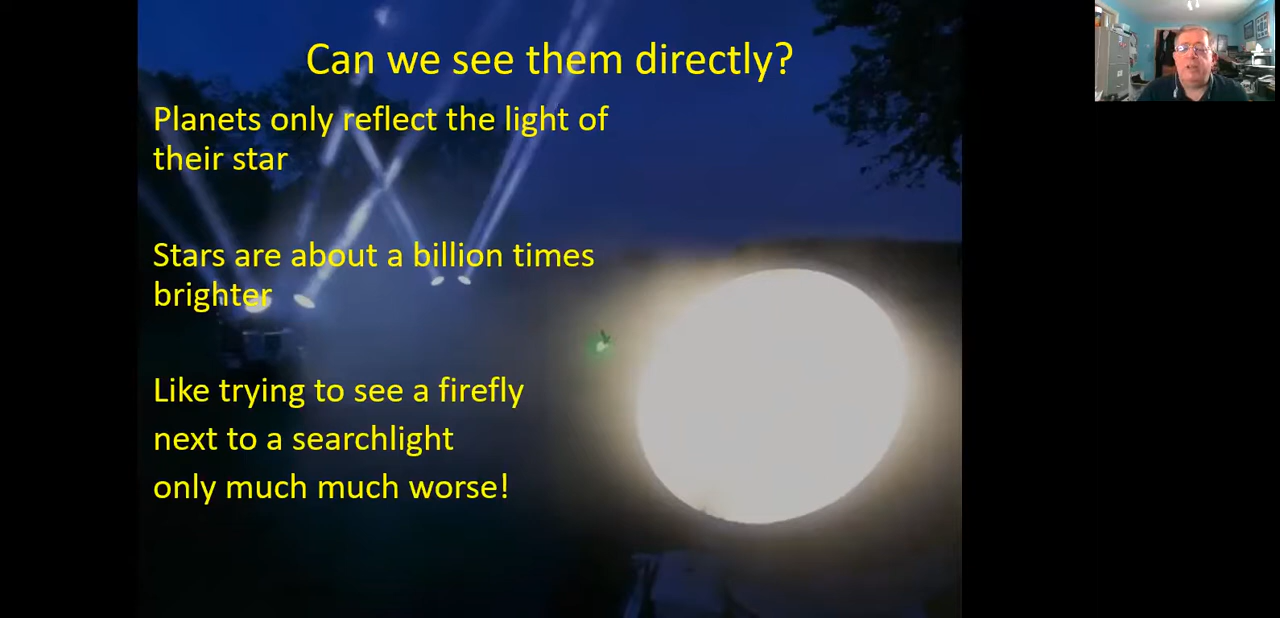 Can we see them directly?
Planets only reflect the light of
their star
Stars are about a billion times
brighter
Like trying to see a firefly
next to a searchlight
only much much worse!